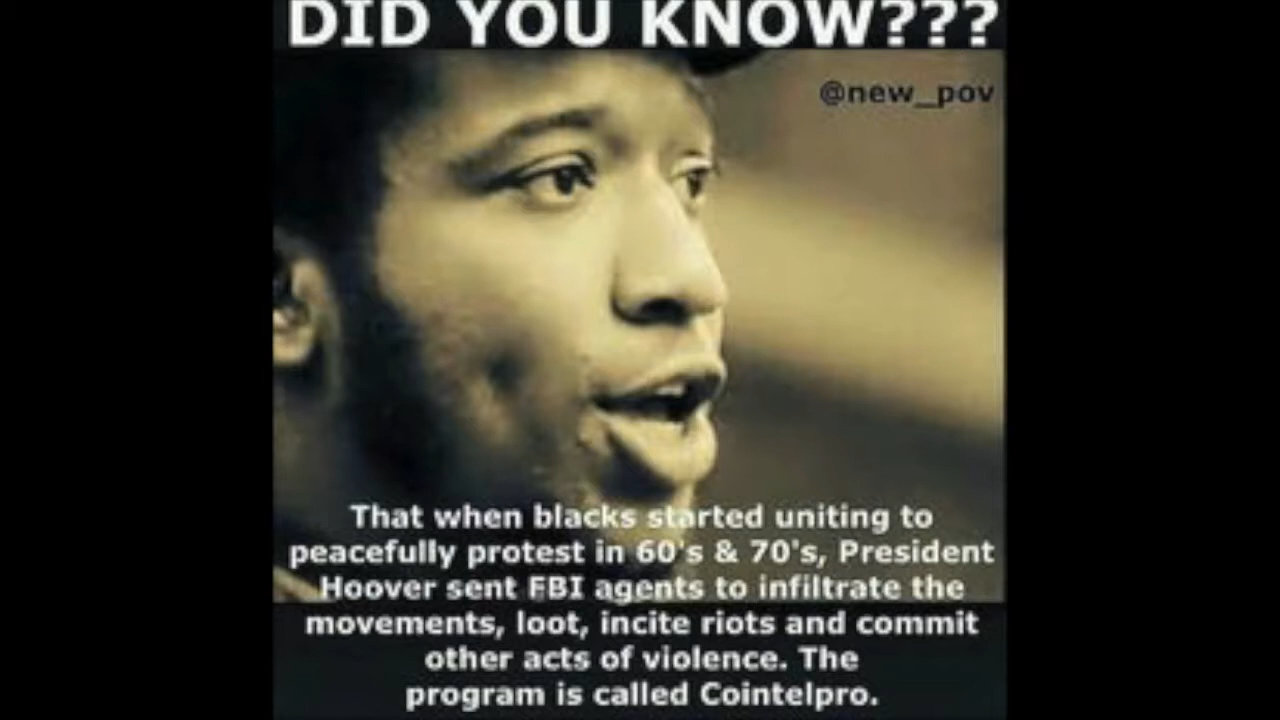 DID YOU KNOW???
@new_pov
That when blacks started uniting to
peacefully protest in 60's & 70's, President
Hoover sent FBI agents to infiltrate the
movements, loot, incite riots and commit
other acts of violence. The
program is called Cointelpro.